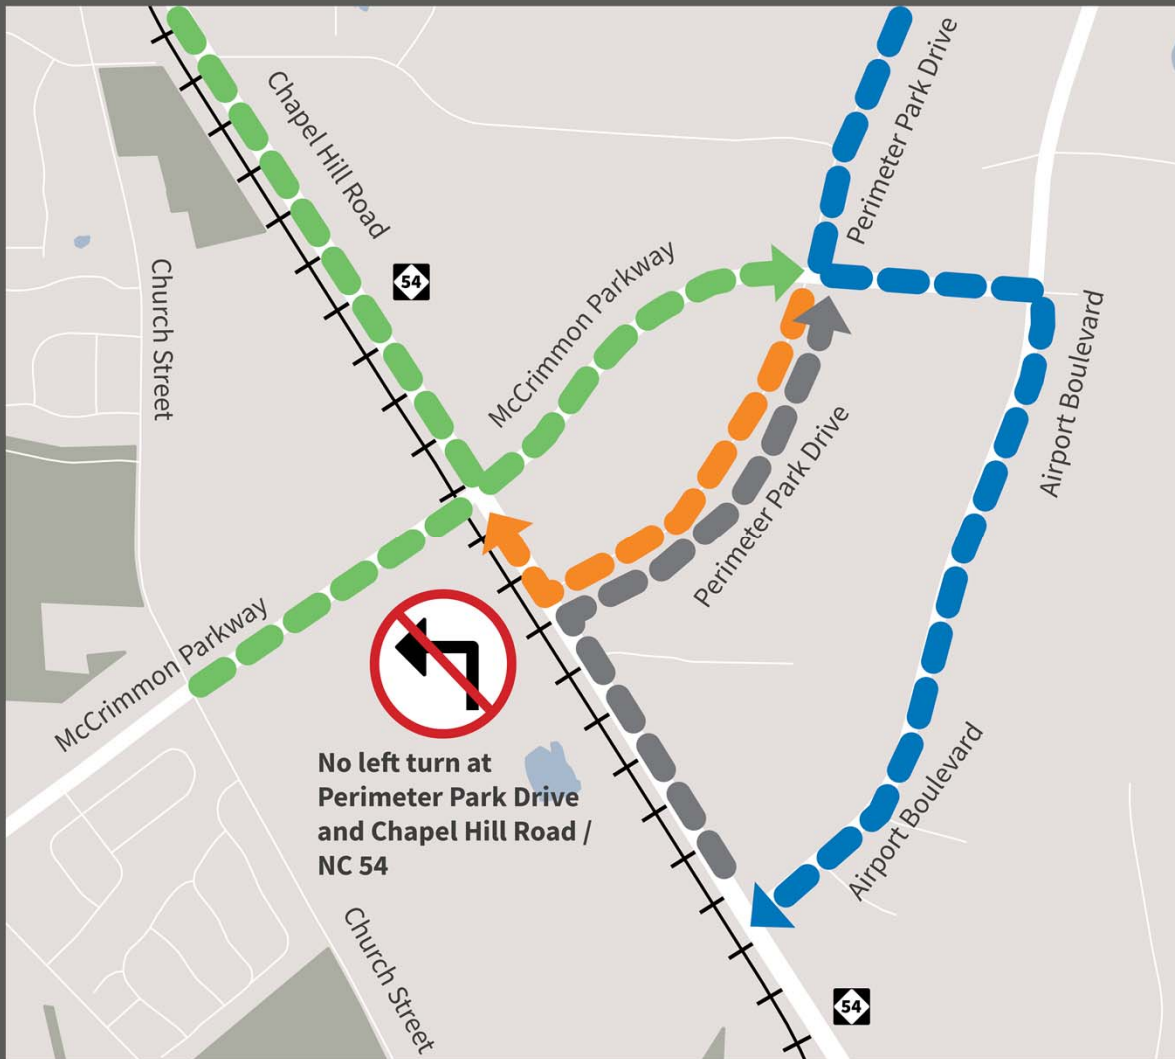 Perimeter Park Drive
Chapel Hill Road
54
McCrimmon Parkway
Church Street
Airport Boulevard
Perimeter Park Drive
McCrimmon Parkway
No left turn at
Perimeter Park Drive
and Chapel Hill Road /
NC 54
Airport Boulevard
Church Street
54